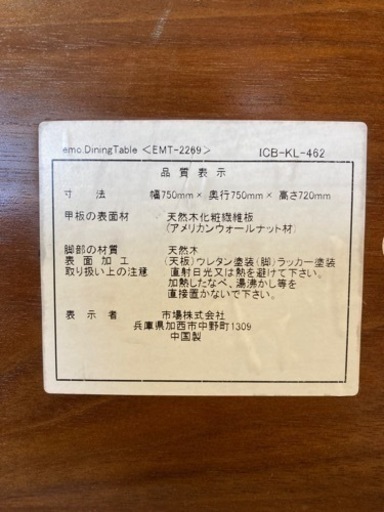 emo.DiningTable <EMT-2269> ICB-KL-462
品質表示
寸法 幅750mm× 奥行750mm× 高さ720mm
甲板の表面材 天然木化粧繊維板
(アメリカンウォールナット材)
脚部の材質 天然木
表面加工 (天板)ウレタン塗装(脚)ラッカー塗装
取り扱い上の注意 直射日光又は熱を避けて下さい。
加熱したなべ、湯沸かし等を
直接置かないで下さい。
表示者 市場株式会社
兵庫県加西市中野町1309
中国製